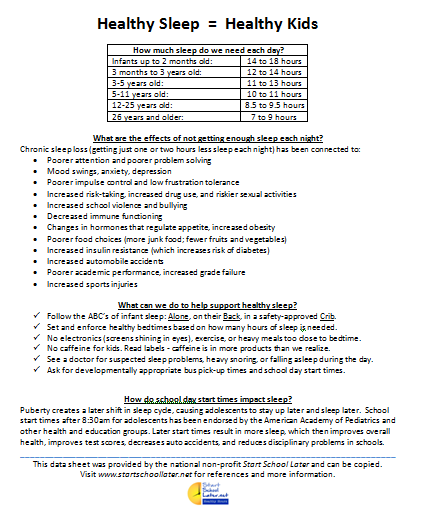 Healthy Sleep = Healthy Kids
How much sleep do we need each day?
Infants up to 2 months old: 14 to 18 hours
3 months to 3 years old: 12 to 14 hours
3-5 years old: 11 to 13 hours
5-11 years old: 10 to 11 hours
12-25 years old: 8.5 to 9.5 hours
26 years and older: 7 to 9 hours
What are the effects of not getting enough sleep each night?
Chronic sleep loss (getting just one or two hours less sleep each night) has been connected to:
• Poorer attention and poorer problem solving
• Mood swings, anxiety, depression
• Poorer impulse control and low frustration tolerance
• Increased risk-taking, increased drug use, and riskier sexual activities
• Increased school violence and bullying
• Decreased immune functioning
• Changes in hormones that regulate appetite, increased obesity
• Poorer food choices (more junk food; fewer fruits and vegetables)
• Increased insulin resistance (which increases risk of diabetes)
• Increased automobile accidents
• Poorer academic performance, increased grade failure
• Increased sports injuries
What can we do to help support healthy sleep?
✓ Follow the ABC's of infant sleep: Alone, on their Back, in a safety-approved Crib.
✓ Set and enforce healthy bedtimes based on how many hours of sleep is needed.
✓ No electronics (screens shining in eyes), exercise, or heavy meals too close to bedtime.
✓ No caffeine for kids. Read labels - caffeine is in more products than we realize.
✓ See a doctor for suspected sleep problems, heavy snoring, or falling asleep during the day.
✓ Ask for developmentally appropriate bus pick-up times and school day start times.
How do school day start times impact sleep?
Puberty creates a later shift in sleep cycle, causing adolescents to stay up later and sleep later. School
start times after 8:30am for adolescents has been endorsed by the American Academy of Pediatrics and
other health and education groups. Later start times result in more sleep, which then improves overall
health, improves test scores, decreases auto accidents, and reduces disciplinary problems in schools.
This data sheet was provided by the national non-profit Start School Later and can be copied.
Visit www.startschoollater.net for references and more information.
Start
School
Later.net